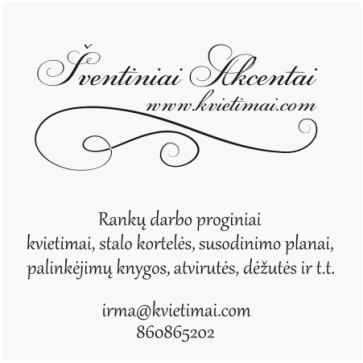 Šventiniai Akcentai
www.kvietimai.com
Rankų darbo proginiai
kvietimai, stalo kortelės, susodinimo planai,
palinkėjimų knygos, atvirutės, dėžutės ir t.t.
irma@kvietimai.com
860865202